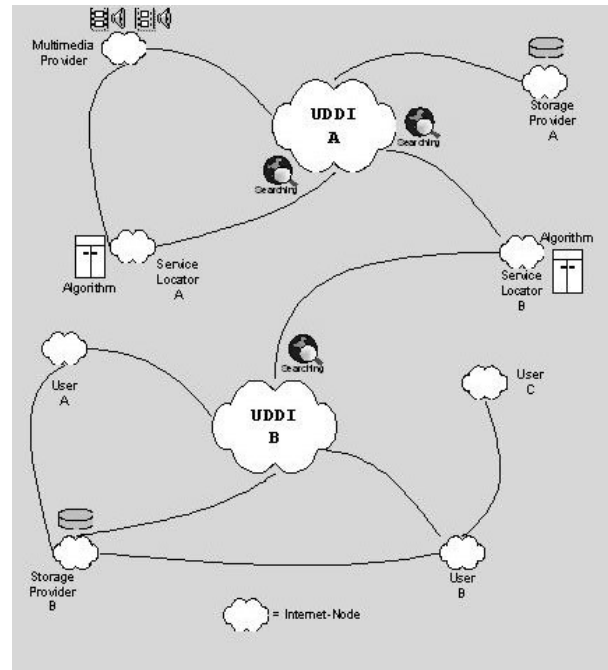 Multimedia
Provider
UDDI
A
Searching
Searching
Storage
Provider
A
Algorithm
Service
Locator
A
Algorithm
Service
Locator
B
Searching
User
A
UDDI
B
User
C
Storage
Provider
B
User
B
= Internet-Node